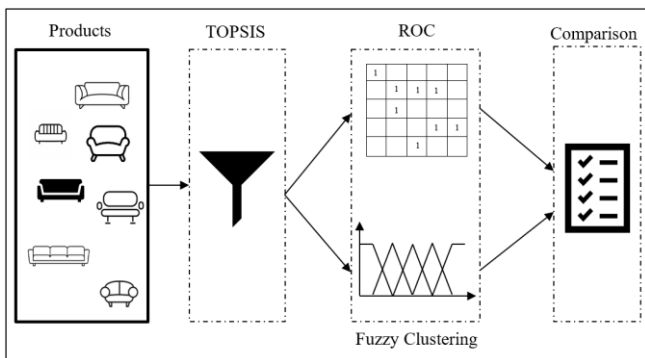 Products
TOPSIS
ROC
Comparison
1
1 1 1
1
1 1
1
Fuzzy Clustering